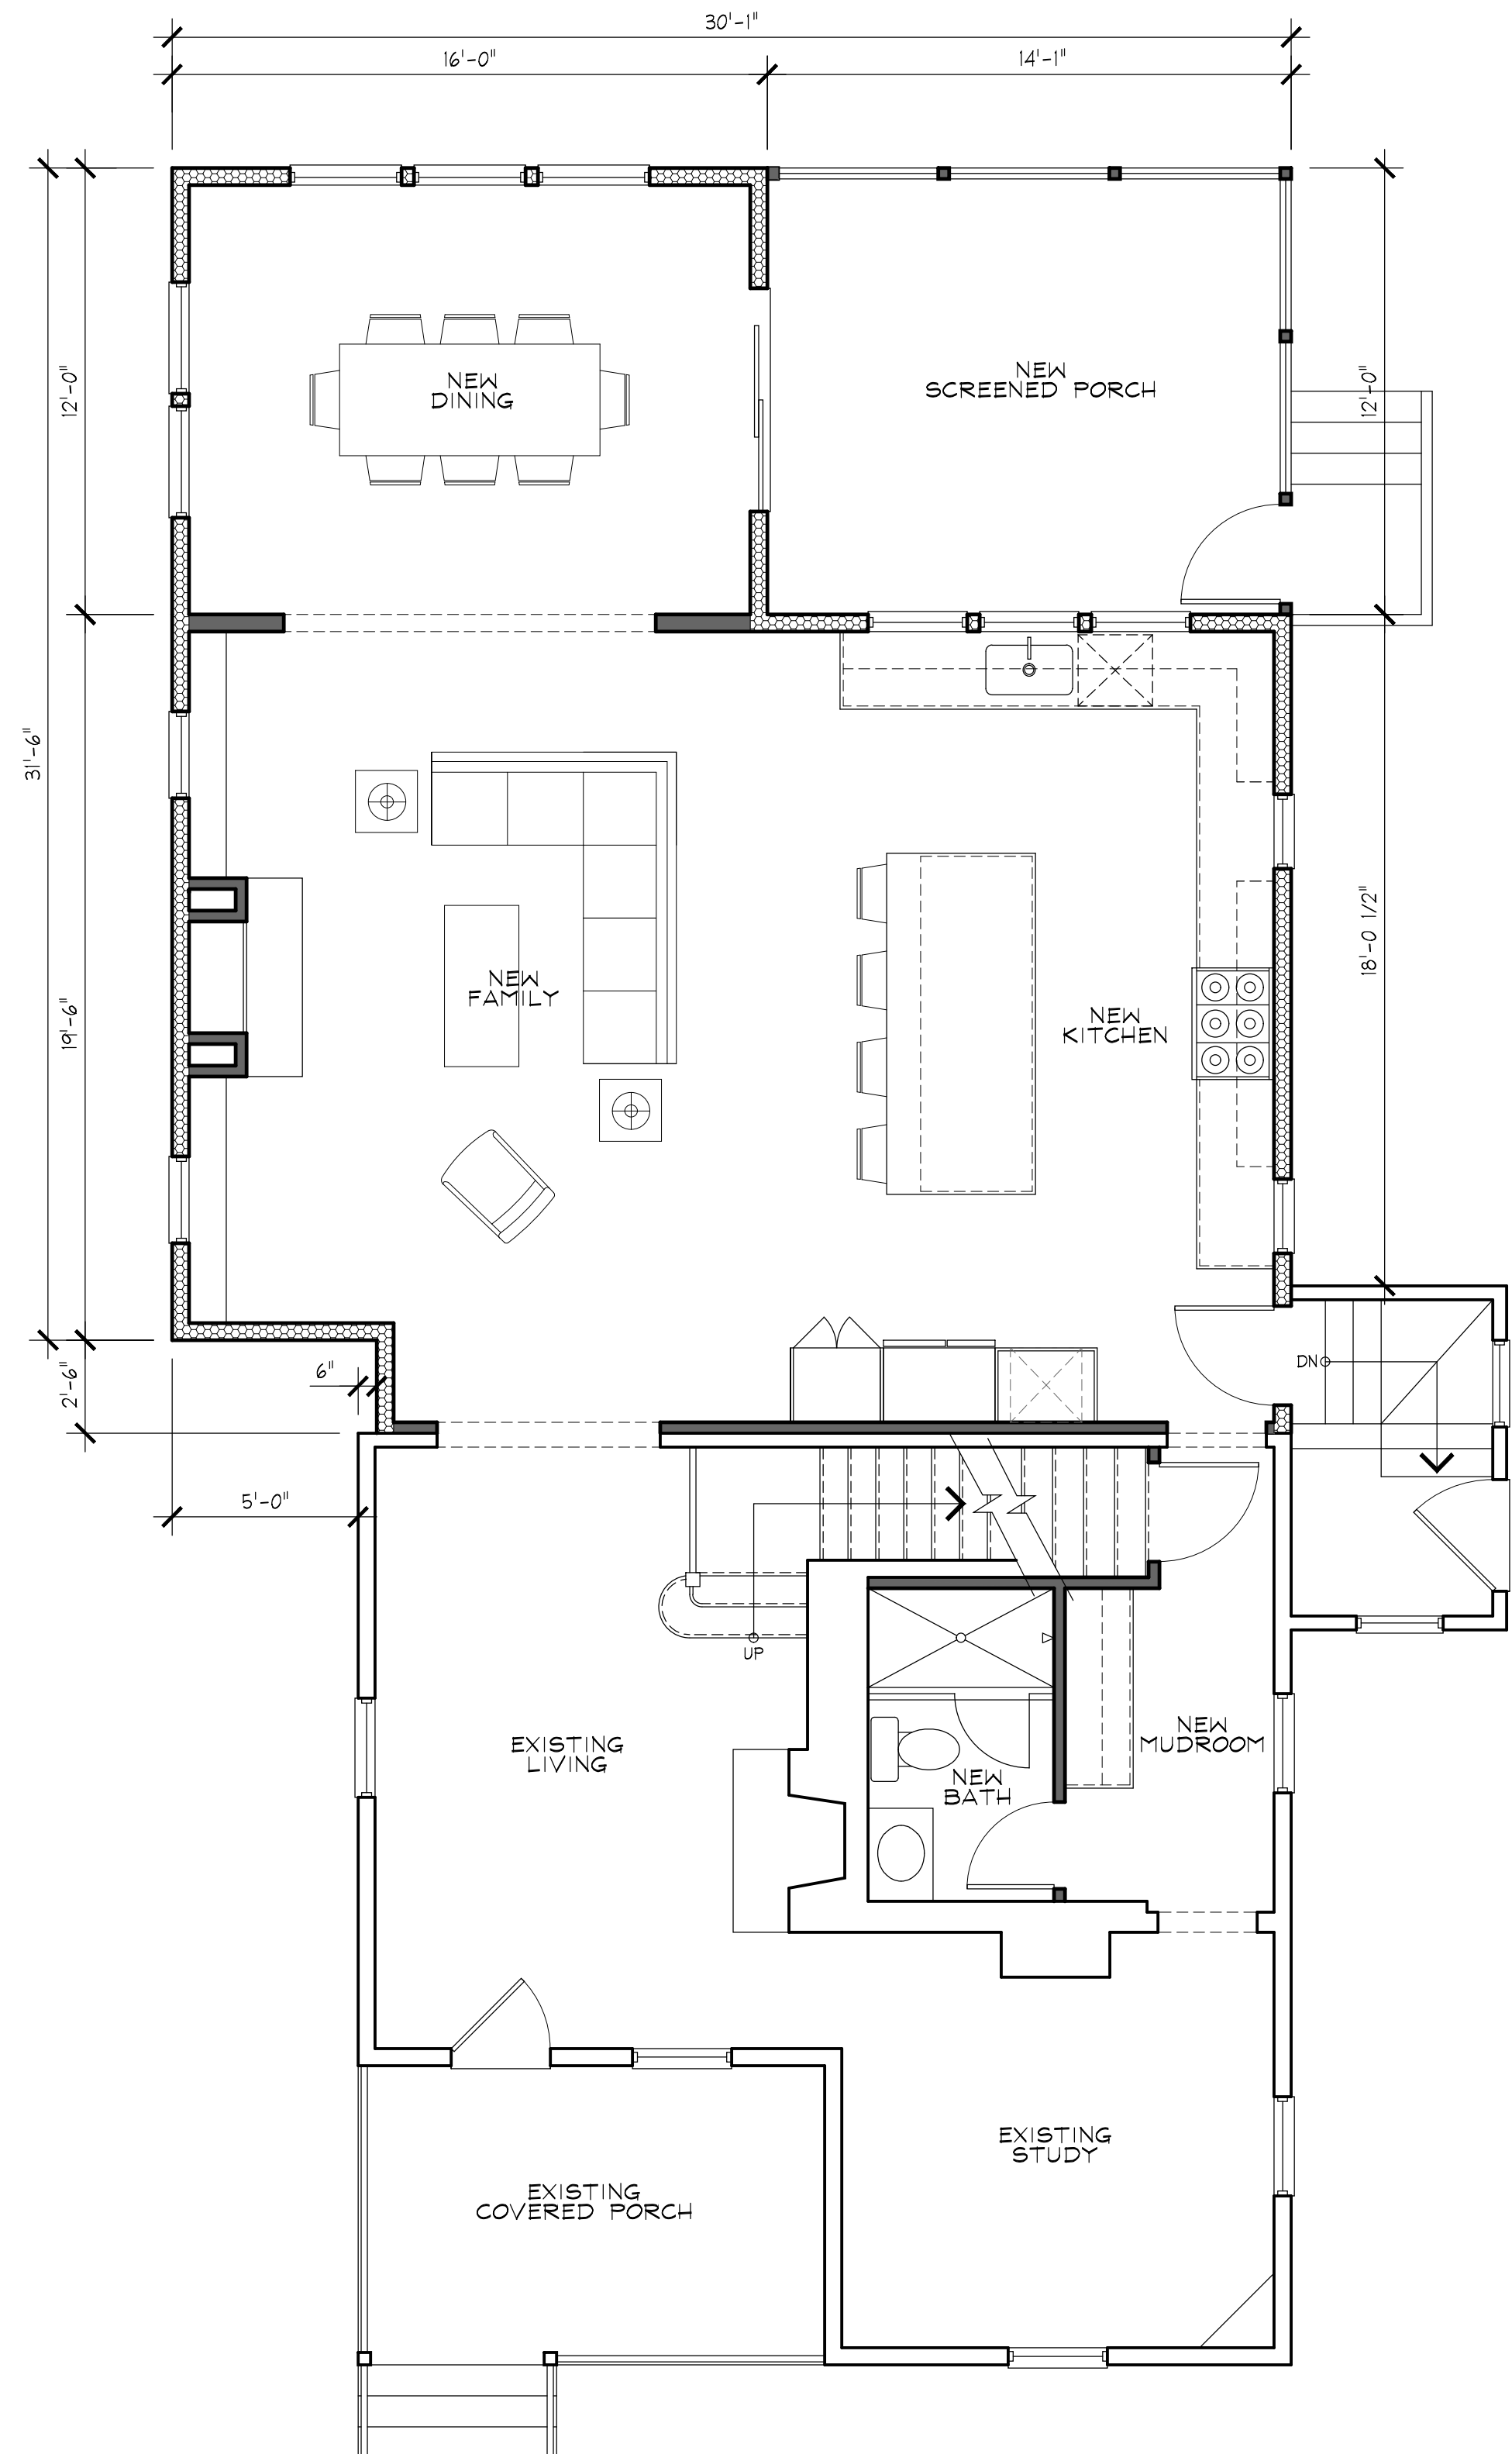 30'-1"
16'-0"
14'-1"
NEW
DINING
NEW
SCREENED PORCH
12'-0"
12'-0"
31'-6"
19'-6"
18'-0 1/2"
NEW
FAMILY
NEW
KITCHEN
2'-6"
6"
DN
5'-0"
UP
EXISTING
LIVING
NEW
BATH
NEW
MUDROOM
EXISTING
STUDY
EXISTING
COVERED PORCH